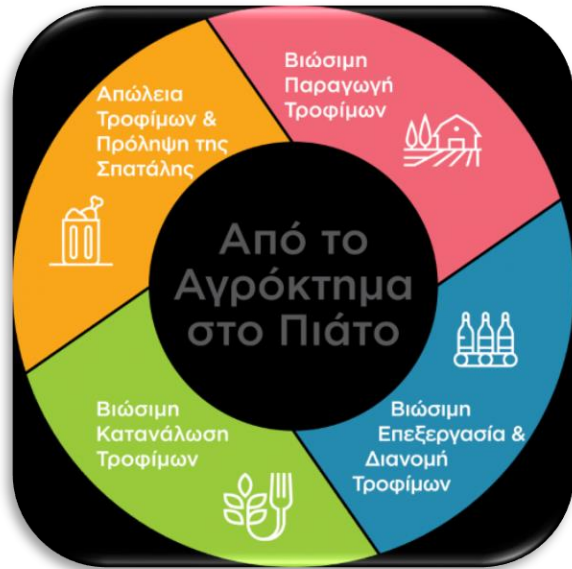 Απώλεια
Τροφίμων &
Πρόληψη της
Σπατάλης
Βιώσιμη
Παραγωγή
Τροφίμων
Από το
Αγρόκτημα
στο Πιάτο
Βιώσιμη
Κατανάλωση
Τροφίμων
Βιώσιμη
Επεξεργασία &
Διανομή
Τροφίμων